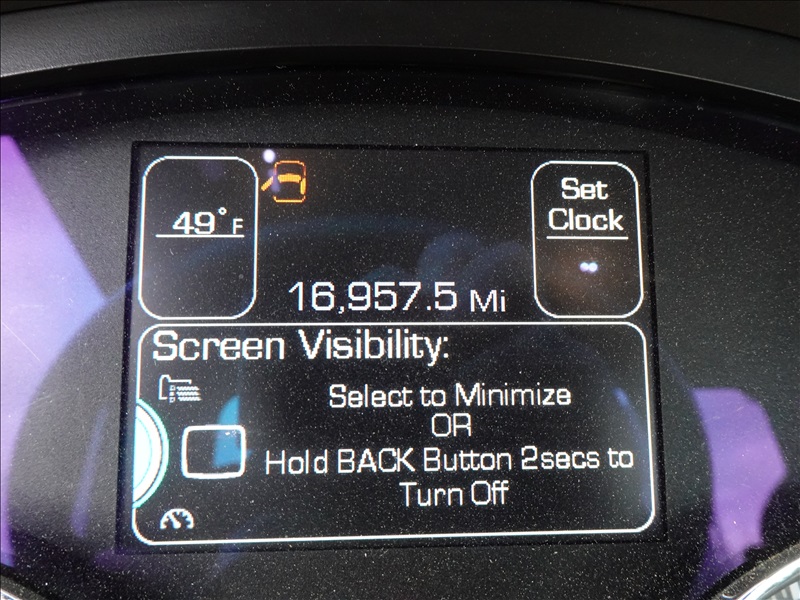 49°F
Set
Clock
16,957.5 Mi
Screen Visibility:
Select to Minimize
OR
Hold BACK Button 2secs to
Turn Off